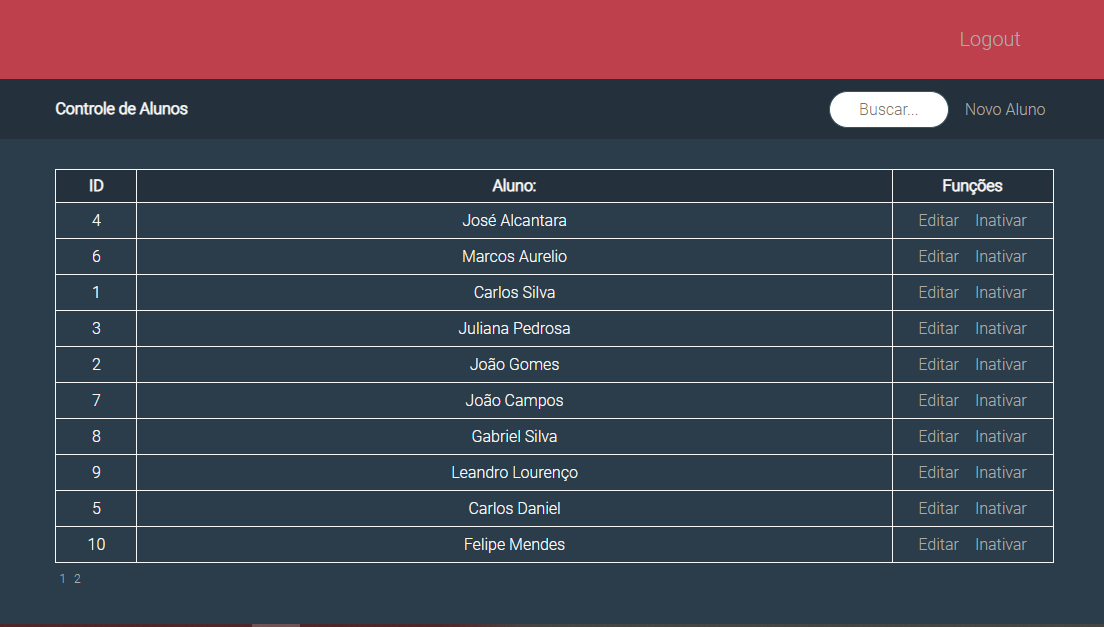 Logout
Controle de Alunos Buscar... Novo Aluno
ID Aluno: Funções
4 José Alcantara Editar Inativar
6 Marcos Aurelio Editar Inativar
1 Carlos Silva Editar Inativar
3 Juliana Pedrosa Editar Inativar
2 João Gomes Editar Inativar
7 João Campos Editar Inativar
8 Gabriel Silva Editar Inativar
9 Leandro Lourenço Editar Inativar
5 Carlos Daniel Editar Inativar
10 Felipe Mendes Editar Inativar
1 2